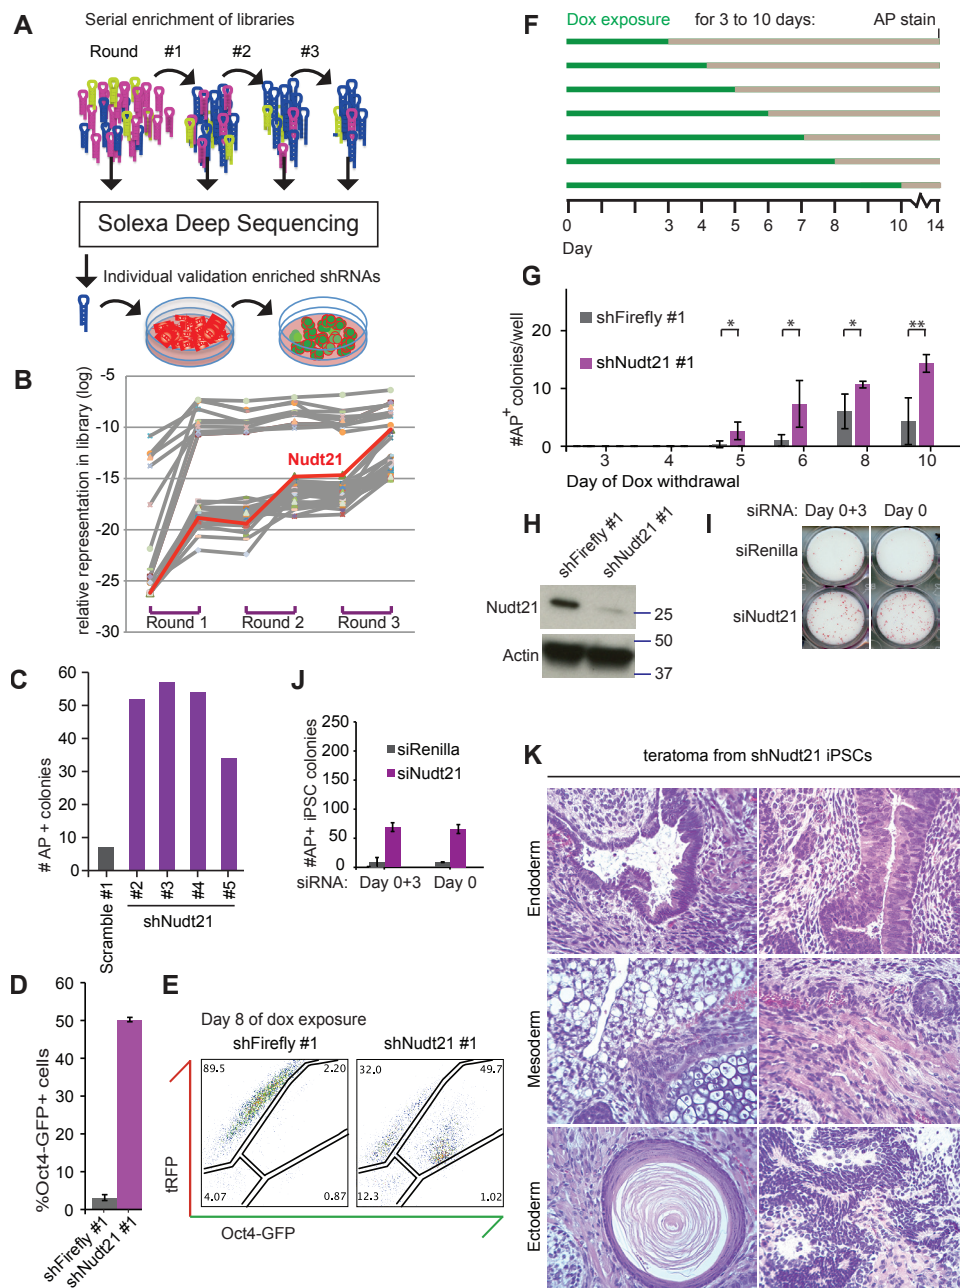 A
Serial enrichment of libraries
Round #1 #2 #3
Solexa Deep Sequencing
Individual validation enriched shRNAs
B
relative representation in library (log)
-5
-10
-15
-20
-25
-30
Nudt21
Round 1 Round 2 Round 3
C
# AP + colonies
60
50
40
30
20
10
0
Scramble #1
#2
#3
#4
#5
shNudt21
D
%Oct4-GFP+ cells
60
50
40
30
20
10
0
shFirefly #1
shNudt21 #1
E
Day 8 of dox exposure
shFirefly #1 shNudt21 #1
89.5 2.20
4.07 0.87
32.0 49.7
12.3 1.02
tRFP
Oct4-GFP
F
Dox exposure for 3 to 10 days: AP stain
0 3 4 5 6 7 8 10 14
Day
G
#AP+ colonies/well
20
10
0
shFirefly #1
shNudt21 #1
* * * **
3 4 5 6 8 10
Day of Dox withdrawal
H
shFirefly #1
shNudt21 #1
Nudt21
25
50
Actin
37
I
siRNA: Day 0+3 Day 0
siRenilla
siNudt21
J
#AP+ iPSC colonies
250
200
150
100
50
0
siRenilla
siNudt21
siRNA: Day 0+3 Day 0
K
teratoma from shNudt21 iPSCs
Endoderm
Mesoderm
Ectoderm